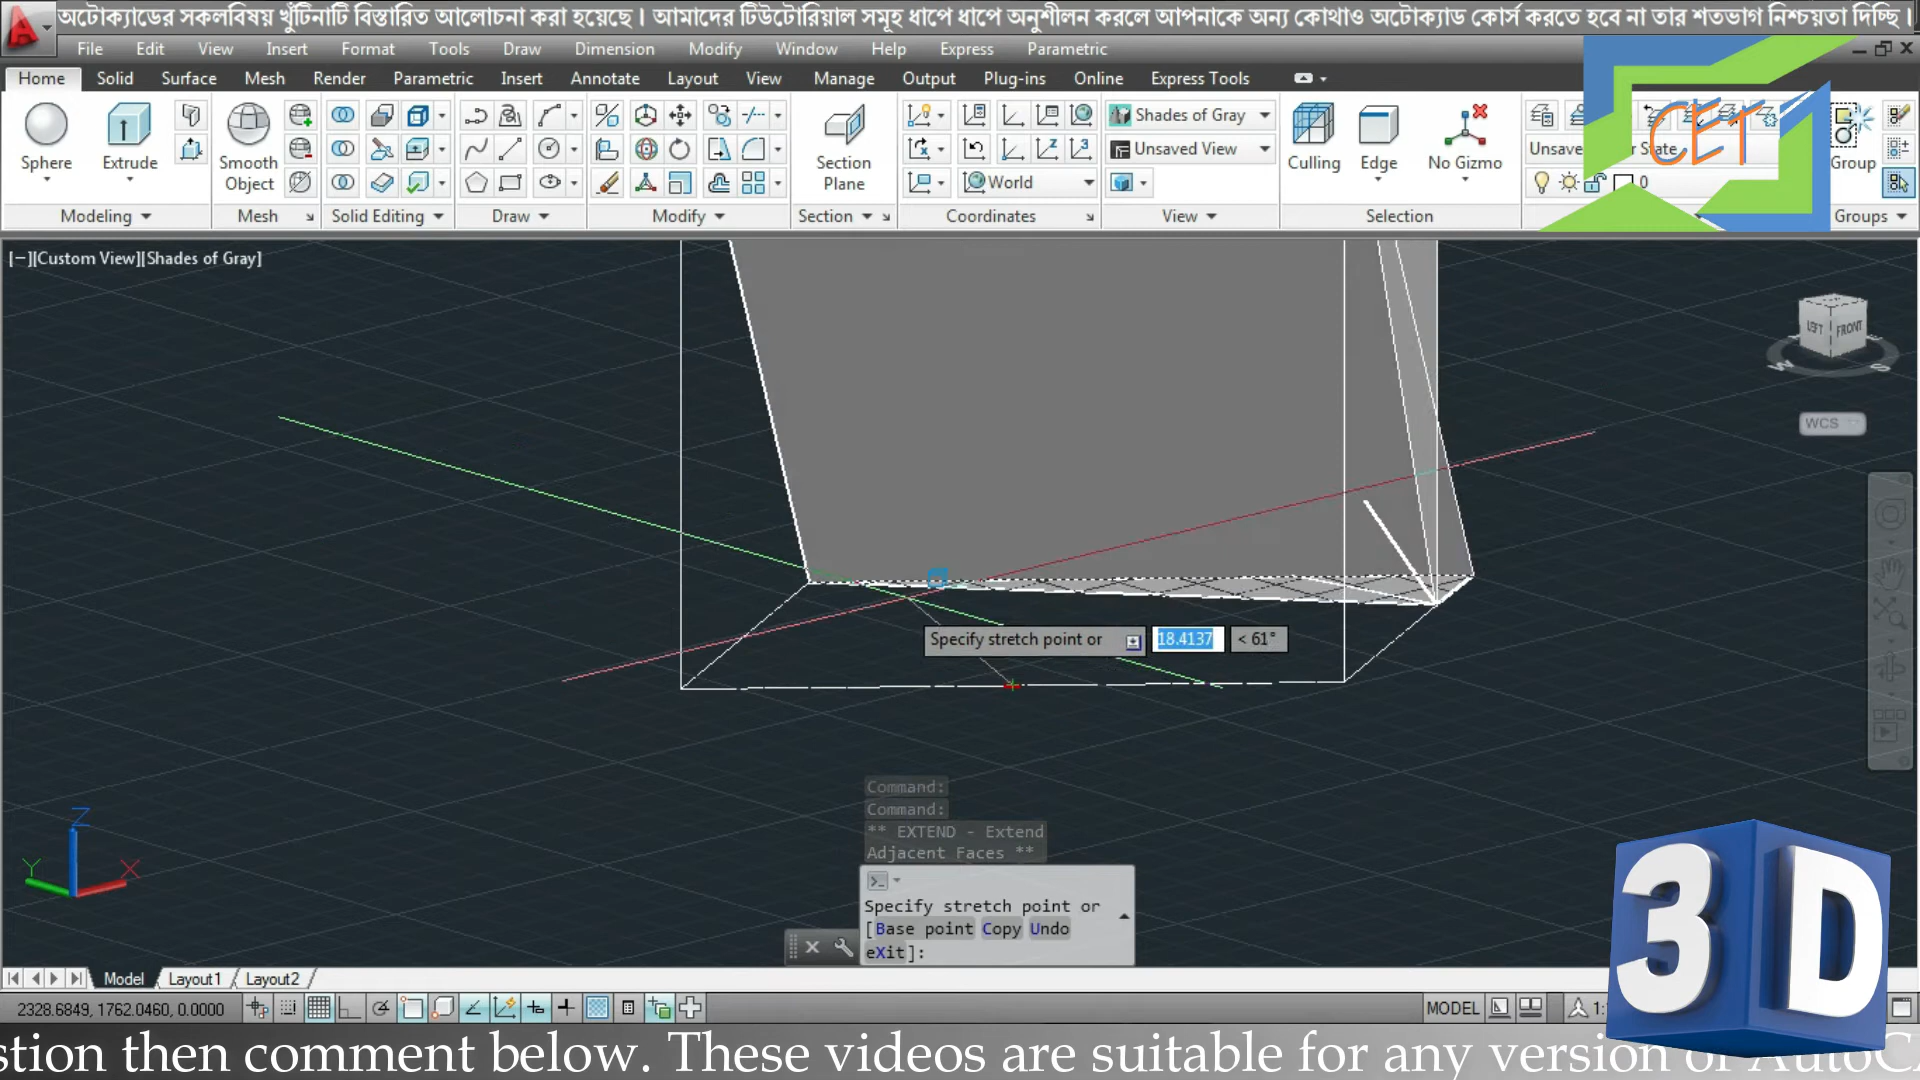 অটোক্যাডের সকলবিষয় খুঁটিনাটি বিস্তারিত আলোচনা করা হয়েছে। আমাদের টিউটোরিয়াল সমূহ ধাপে ধাপে অনুশীলন করলে আপনাকে অন্য কোথাও অটোক্যাড কোর্স করতে হবে না তার শতভাগ নিশ্চয়তা দিচ্ছি।
File Edit View Insert Format Tools Draw Dimension Modify Window Help Express Parametric
Home Solid Surface Mesh Render Parametric Insert Annotate Layout View Manage Output Plug-ins Online Express Tools
CET
Shades of Gray
Unsaved View
World
0
Sphere Extrude Smooth Object
Section Plane
Culling Edge No Gizmo
Group
Modeling Mesh Solid Editing Draw Modify Section Coordinates View Selection Groups
[−][Custom View][Shades of Gray]
LEFT FRONT
W S
WCS
Specify stretch point or 18.4137 < 61°
Command:
Command:
** EXTEND - Extend
Adjacent Faces **
Specify stretch point or
[Base point Copy Undo
eXit]:
Z
Y X
3D
Model Layout1 Layout2
2328.6849, 1762.0460, 0.0000 MODEL
stion then comment below. These videos are suitable for any version of